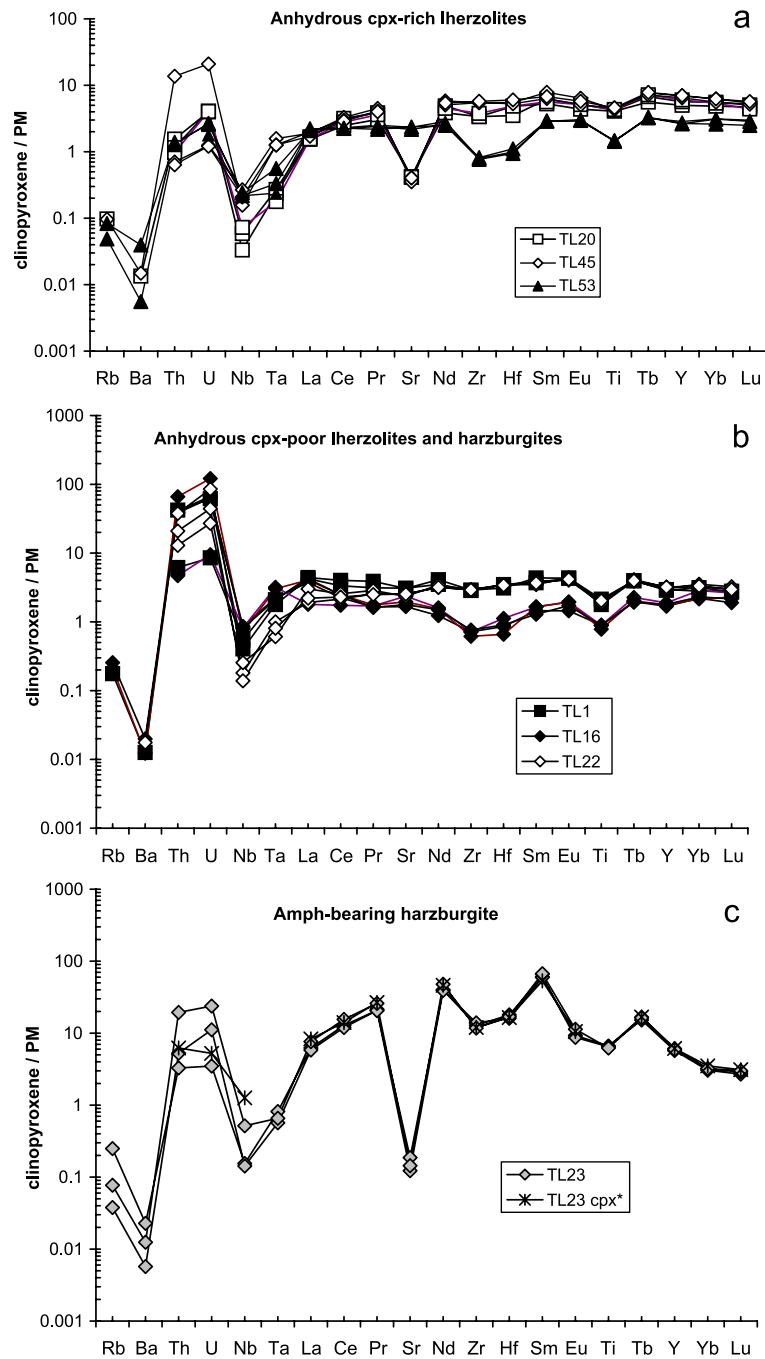 Anhydrous cpx-rich lherzolites
a
clinopyroxene / PM
100
10
1
0.1
0.01
0.001
TL20
TL45
TL53
Rb Ba Th U Nb Ta La Ce Pr Sr Nd Zr Hf Sm Eu Ti Tb Y Yb Lu
Anhydrous cpx-poor lherzolites and harzburgites
b
clinopyroxene / PM
1000
100
10
1
0.1
0.01
0.001
TL1
TL16
TL22
Rb Ba Th U Nb Ta La Ce Pr Sr Nd Zr Hf Sm Eu Ti Tb Y Yb Lu
Amph-bearing harzburgite
c
clinopyroxene / PM
1000
100
10
1
0.1
0.01
0.001
TL23
TL23 cpx*
Rb Ba Th U Nb Ta La Ce Pr Sr Nd Zr Hf Sm Eu Ti Tb Y Yb Lu